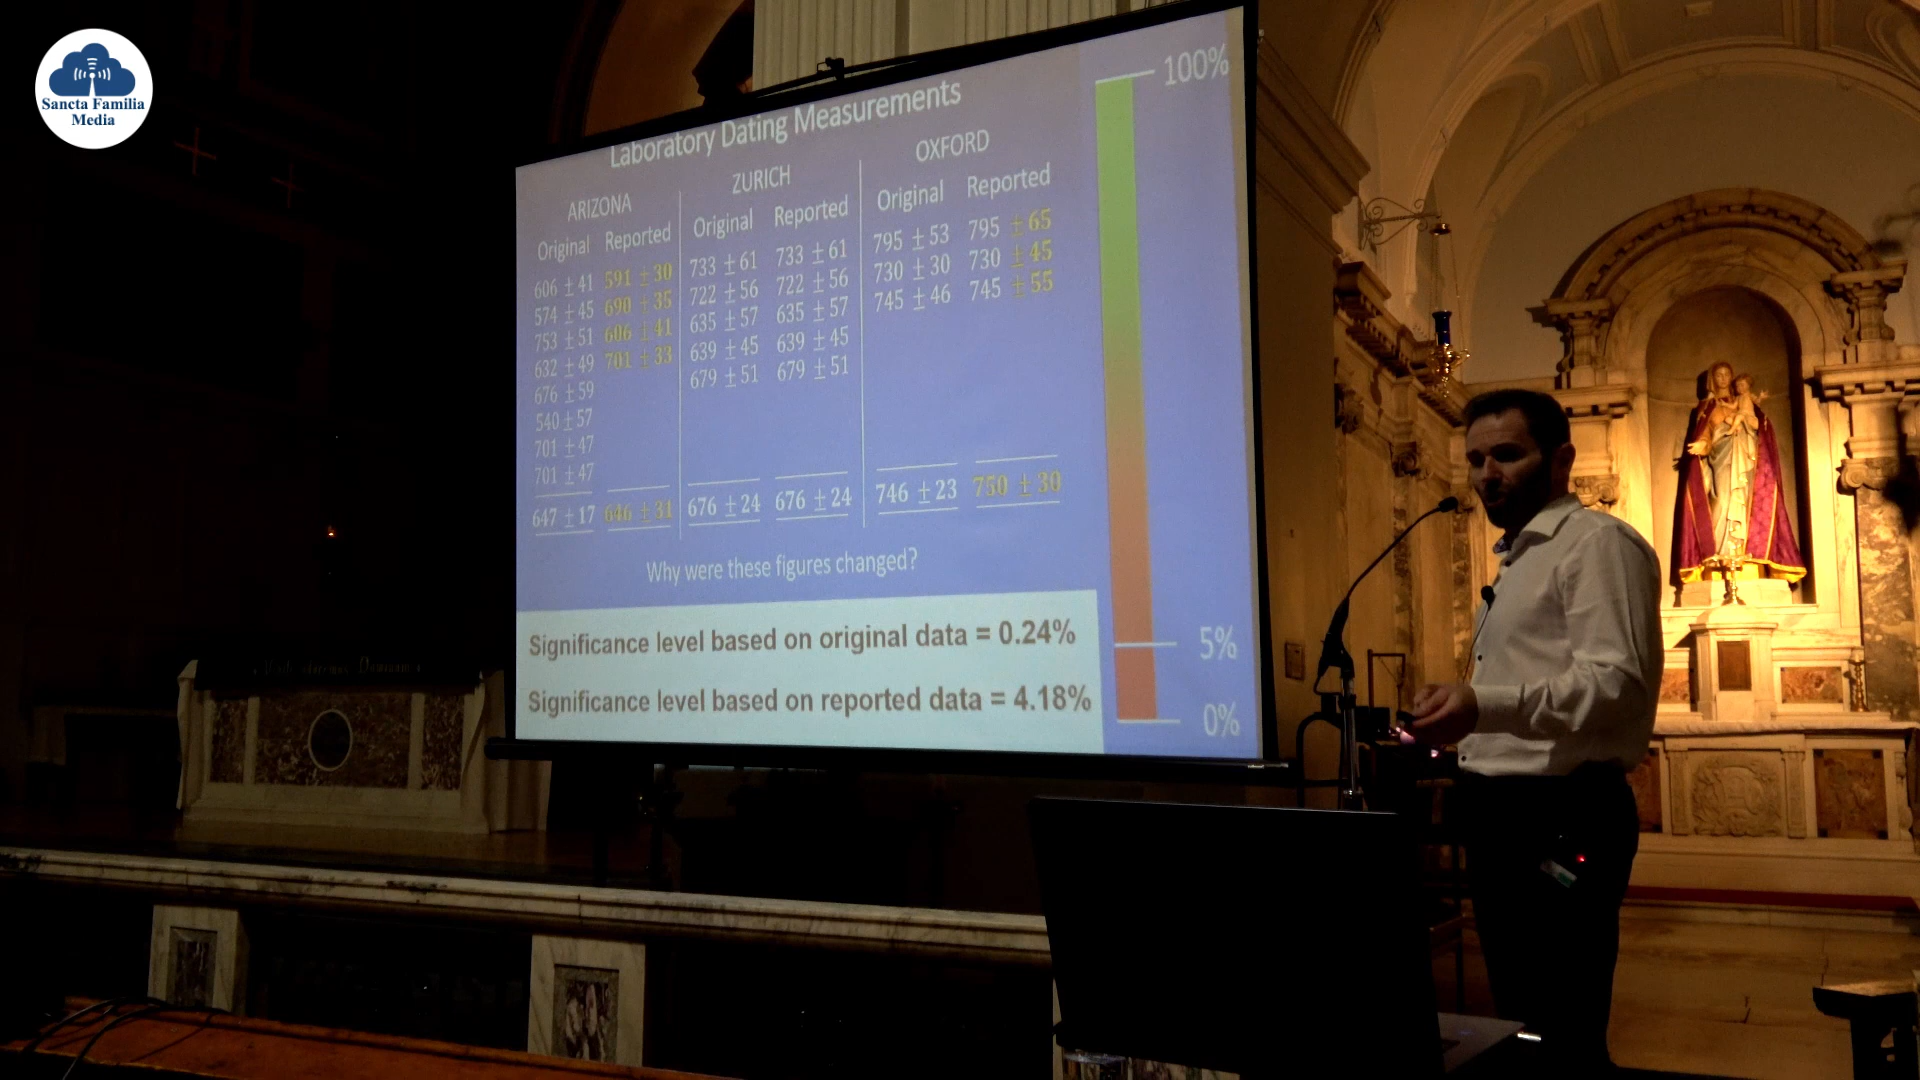 Sancta Familia
Media
Laboratory Dating Measurements
ARIZONA ZURICH OXFORD
Original Reported Original Reported Original Reported
606 ± 41 591 ± 30 733 ± 61 733 ± 61 795 ± 53 795 ± 65
574 ± 45 690 ± 35 722 ± 56 722 ± 56 730 ± 30 730 ± 45
753 ± 51 606 ± 41 635 ± 57 635 ± 57 745 ± 46 745 ± 55
632 ± 49 701 ± 33 639 ± 45 639 ± 45
676 ± 59 679 ± 51 679 ± 51
540 ± 57
701 ± 47
701 ± 47
647 ± 17 646 ± 31 676 ± 24 676 ± 24 746 ± 23 750 ± 30
Why were these figures changed?
Significance level based on original data = 0.24%
Significance level based on reported data = 4.18%
100%
5%
0%